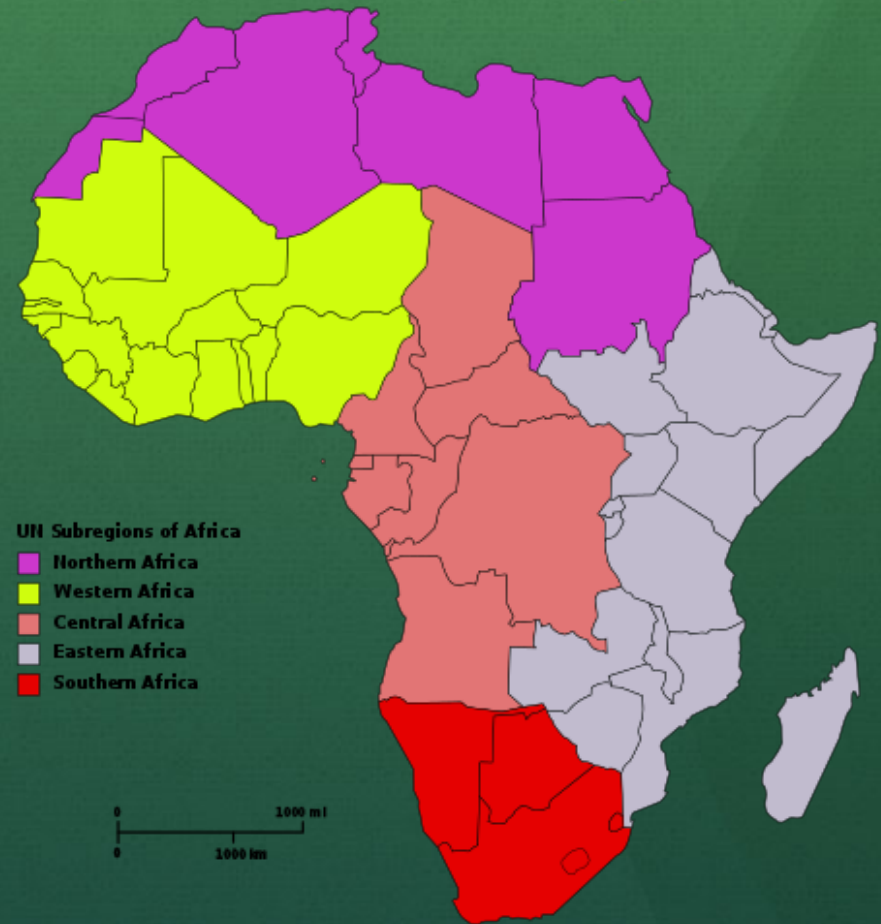 UN Subregions of Africa
Northern Africa
Western Africa
Central Africa
Eastern Africa
Southern Africa
0 1000 mi
0 1000 km